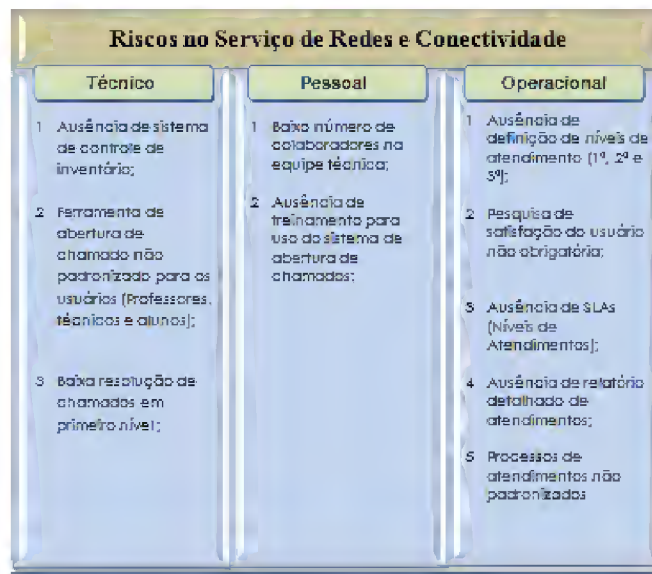 Riscos no Serviço de Redes e Conectividade
Técnico
1 Ausência de sistema
de controle de
inventário;
2 Ferramenta de
abertura de
chamado não
padronizado para os
usuários (Professores,
técnicos e alunos);
3 Baixa resolução de
chamados em
primeiro nível;
Pessoal
1 Baixo número de
colaboradores na
equipe técnica;
2 Ausência de
treinamento para
uso do sistema de
abertura de
chamados;
Operacional
1 Ausência de
definição de níveis de
atendimento (1º, 2º e
3º);
2 Pesquisa de
satisfação do usuário
não obrigatória;
3 Ausência de SLAs
(Níveis de
Atendimentos);
4 Ausência de relatório
detalhado de
atendimentos;
5 Processos de
atendimentos não
padronizados